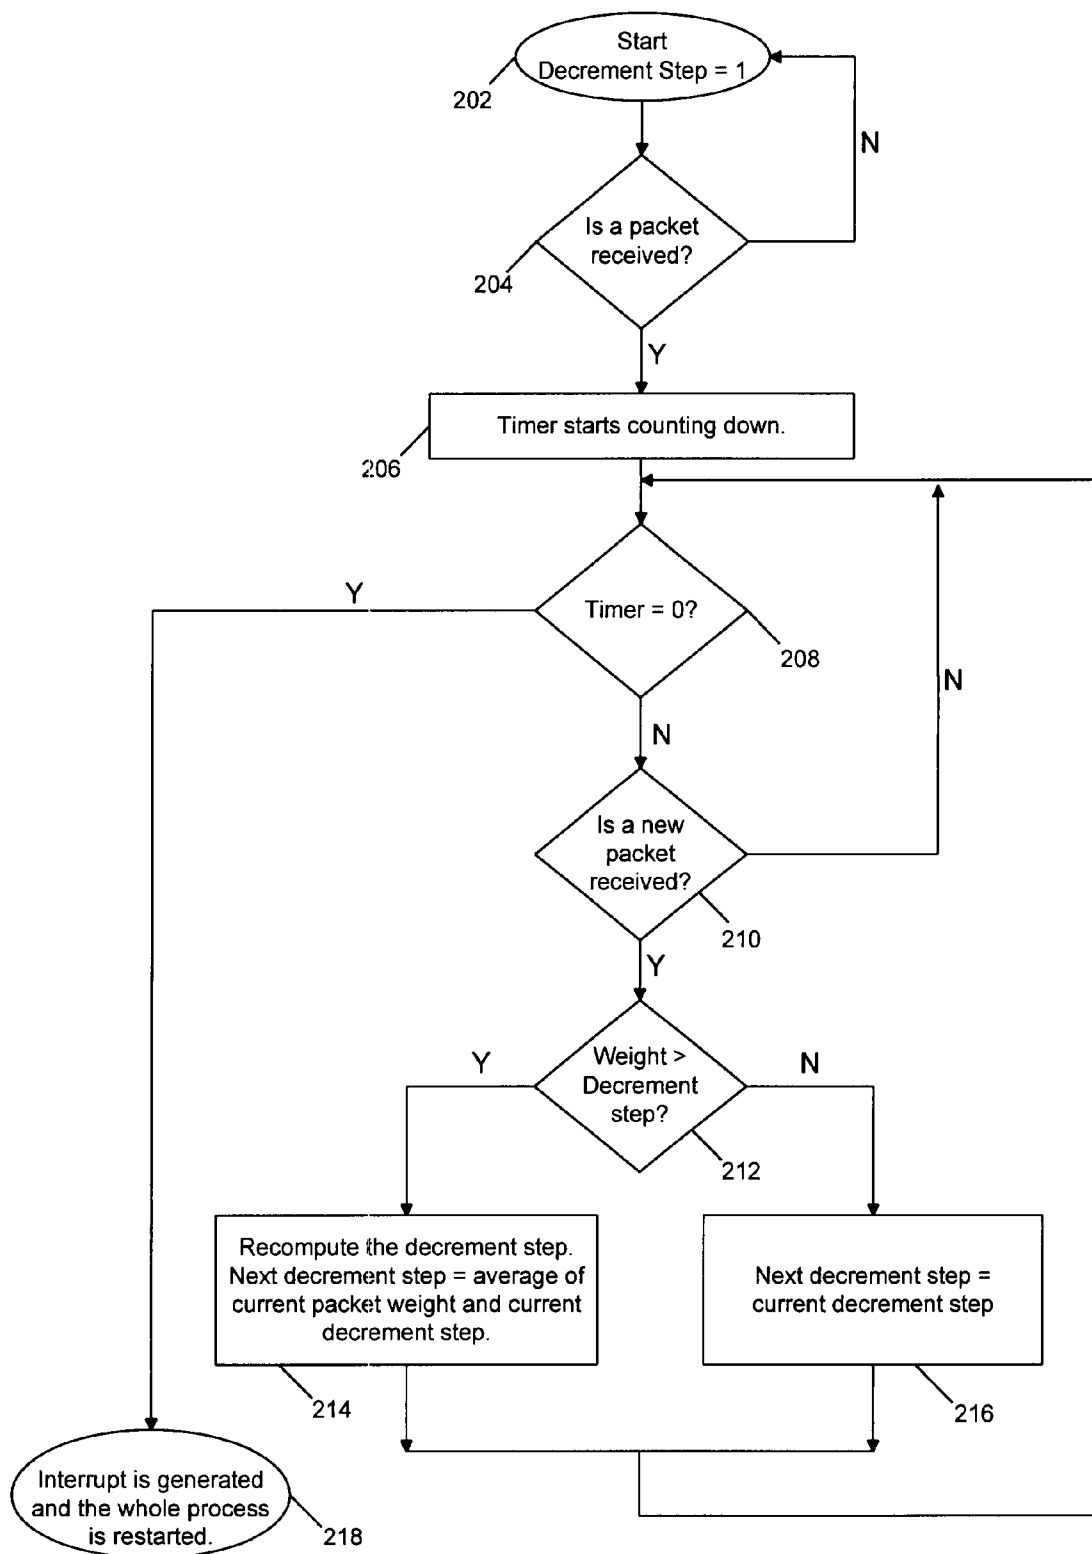 Start
Decrement Step = 1
202
N
Is a packet
received?
204
Y
Timer starts counting down.
206
Y
Timer = 0?
208
N
N
Is a new
packet
received?
210
Y
Y
Weight >
Decrement
step?
N
212
Recompute the decrement step.
Next decrement step = average of
current packet weight and current
decrement step.
214
Next decrement step =
current decrement step
216
Interrupt is generated
and the whole process
is restarted.
218